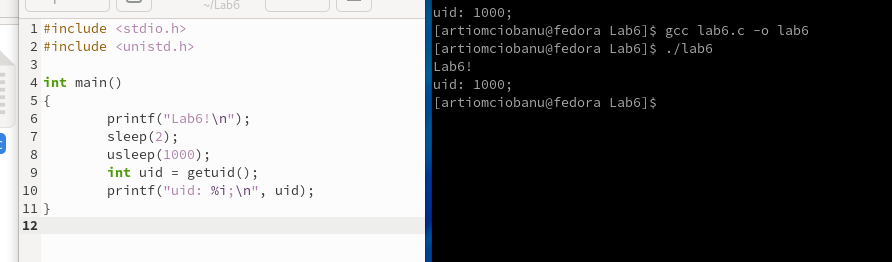 ~/Lab6
1 #include <stdio.h>
2 #include <unistd.h>
3
4 int main()
5 {
6 printf("Lab6!\n");
7 sleep(2);
8 usleep(1000);
9 int uid = getuid();
10 printf("uid: %i;\n", uid);
11 }
12
uid: 1000;
[artiomciobanu@fedora Lab6]$ gcc lab6.c -o lab6
[artiomciobanu@fedora Lab6]$ ./lab6
Lab6!
uid: 1000;
[artiomciobanu@fedora Lab6]$